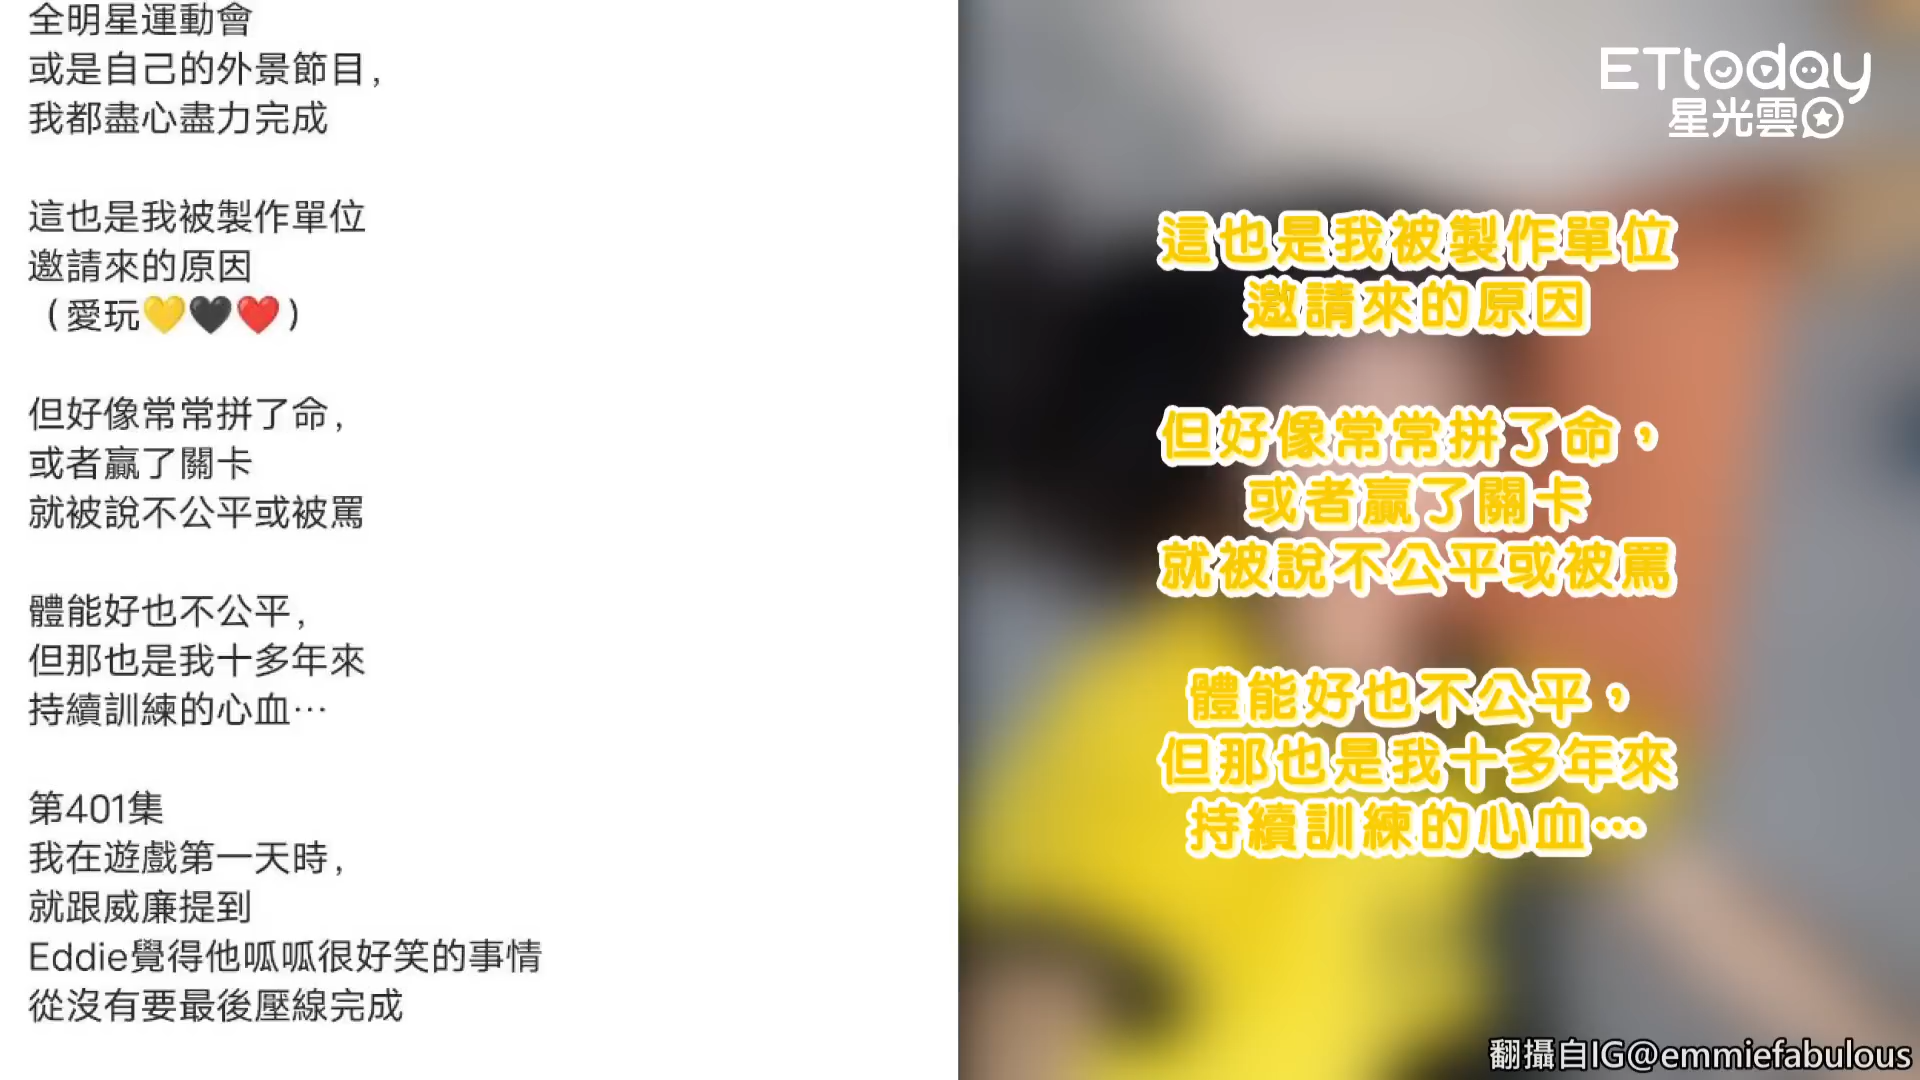 全明星運動會
或是自己的外景節目，
我都盡心盡力完成
這也是我被製作單位
邀請來的原因
（愛玩💛🖤❤️）
但好像常常拼了命，
或者贏了關卡
就被說不公平或被罵
體能好也不公平，
但那也是我十多年來
持續訓練的心血…
第401集
我在遊戲第一天時，
就跟威廉提到
Eddie覺得他呱呱很好笑的事情
從沒有要最後壓線完成
ETtoday
星光雲
這也是我被製作單位
邀請來的原因
但好像常常拼了命，
或者贏了關卡
就被說不公平或被罵
體能好也不公平，
但那也是我十多年來
持續訓練的心血…
翻攝自IG@emmiefabulous